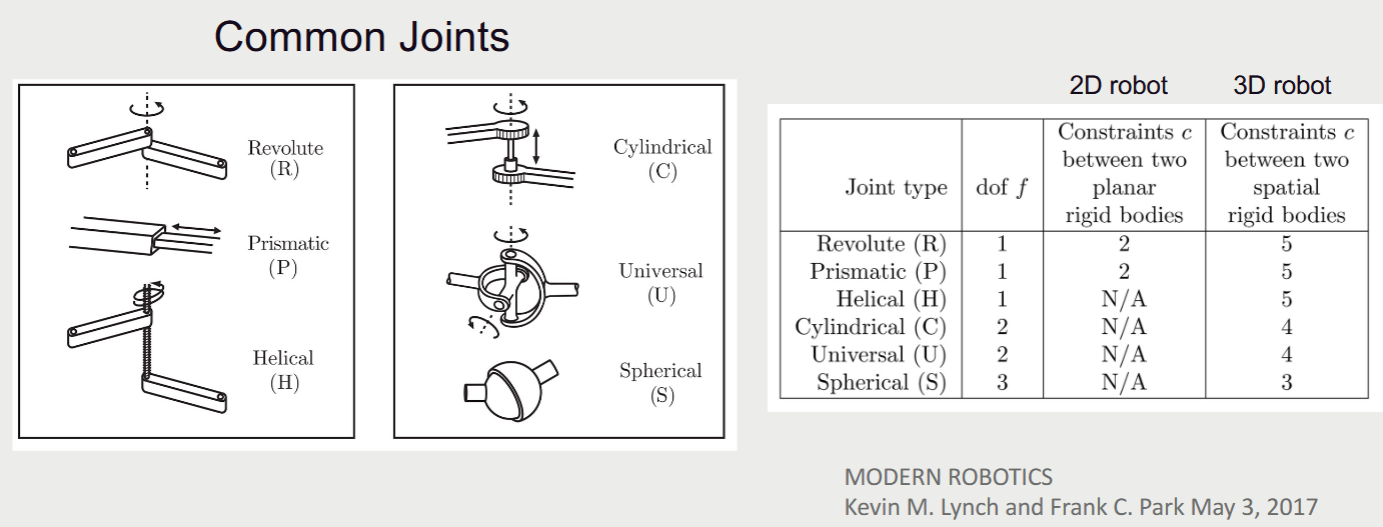 Common Joints
Revolute
(R)
Prismatic
(P)
Helical
(H)
Cylindrical
(C)
Universal
(U)
Spherical
(S)
2D robot 3D robot
Joint type dof f Constraints c between two planar rigid bodies Constraints c between two spatial rigid bodies
Revolute (R) 1 2 5
Prismatic (P) 1 2 5
Helical (H) 1 N/A 5
Cylindrical (C) 2 N/A 4
Universal (U) 2 N/A 4
Spherical (S) 3 N/A 3
MODERN ROBOTICS
Kevin M. Lynch and Frank C. Park May 3, 2017